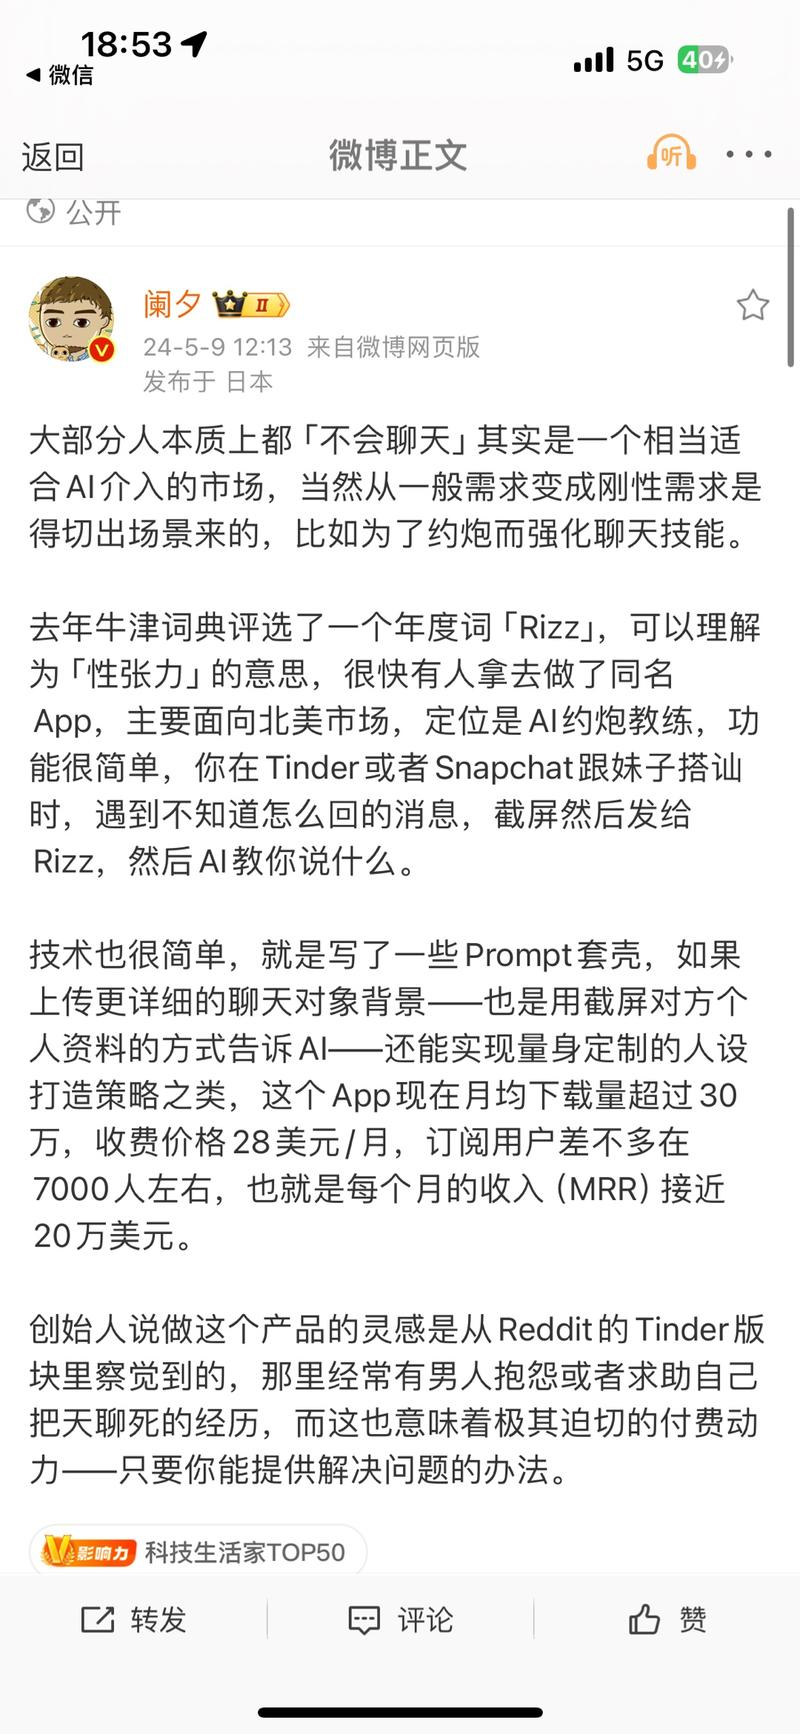 18:53
5G
40
微信
返回
微博正文
听
公开
阑夕
II
24-5-9 12:13 来自微博网页版
发布于 日本
大部分人本质上都「不会聊天」其实是一个相当适
合AI介入的市场，当然从一般需求变成刚性需求是
得切出场景来的，比如为了约炮而强化聊天技能。
去年牛津词典评选了一个年度词「Rizz」，可以理解
为「性张力」的意思，很快有人拿去做了同名
App，主要面向北美市场，定位是AI约炮教练，功
能很简单，你在Tinder或者Snapchat跟妹子搭讪
时，遇到不知道怎么回的消息，截屏然后发给
Rizz，然后AI教你说什么。
技术也很简单，就是写了一些Prompt套壳，如果
上传更详细的聊天对象背景——也是用截屏对方个
人资料的方式告诉AI——还能实现量身定制的人设
打造策略之类，这个App现在月均下载量超过30
万，收费价格28美元/月，订阅用户差不多在
7000人左右，也就是每个月的收入（MRR）接近
20万美元。
创始人说做这个产品的灵感是从Reddit的Tinder版
块里察觉到的，那里经常有男人抱怨或者求助自己
把天聊死的经历，而这也意味着极其迫切的付费动
力——只要你能提供解决问题的办法。
影响力 科技生活家TOP50
转发
评论
赞